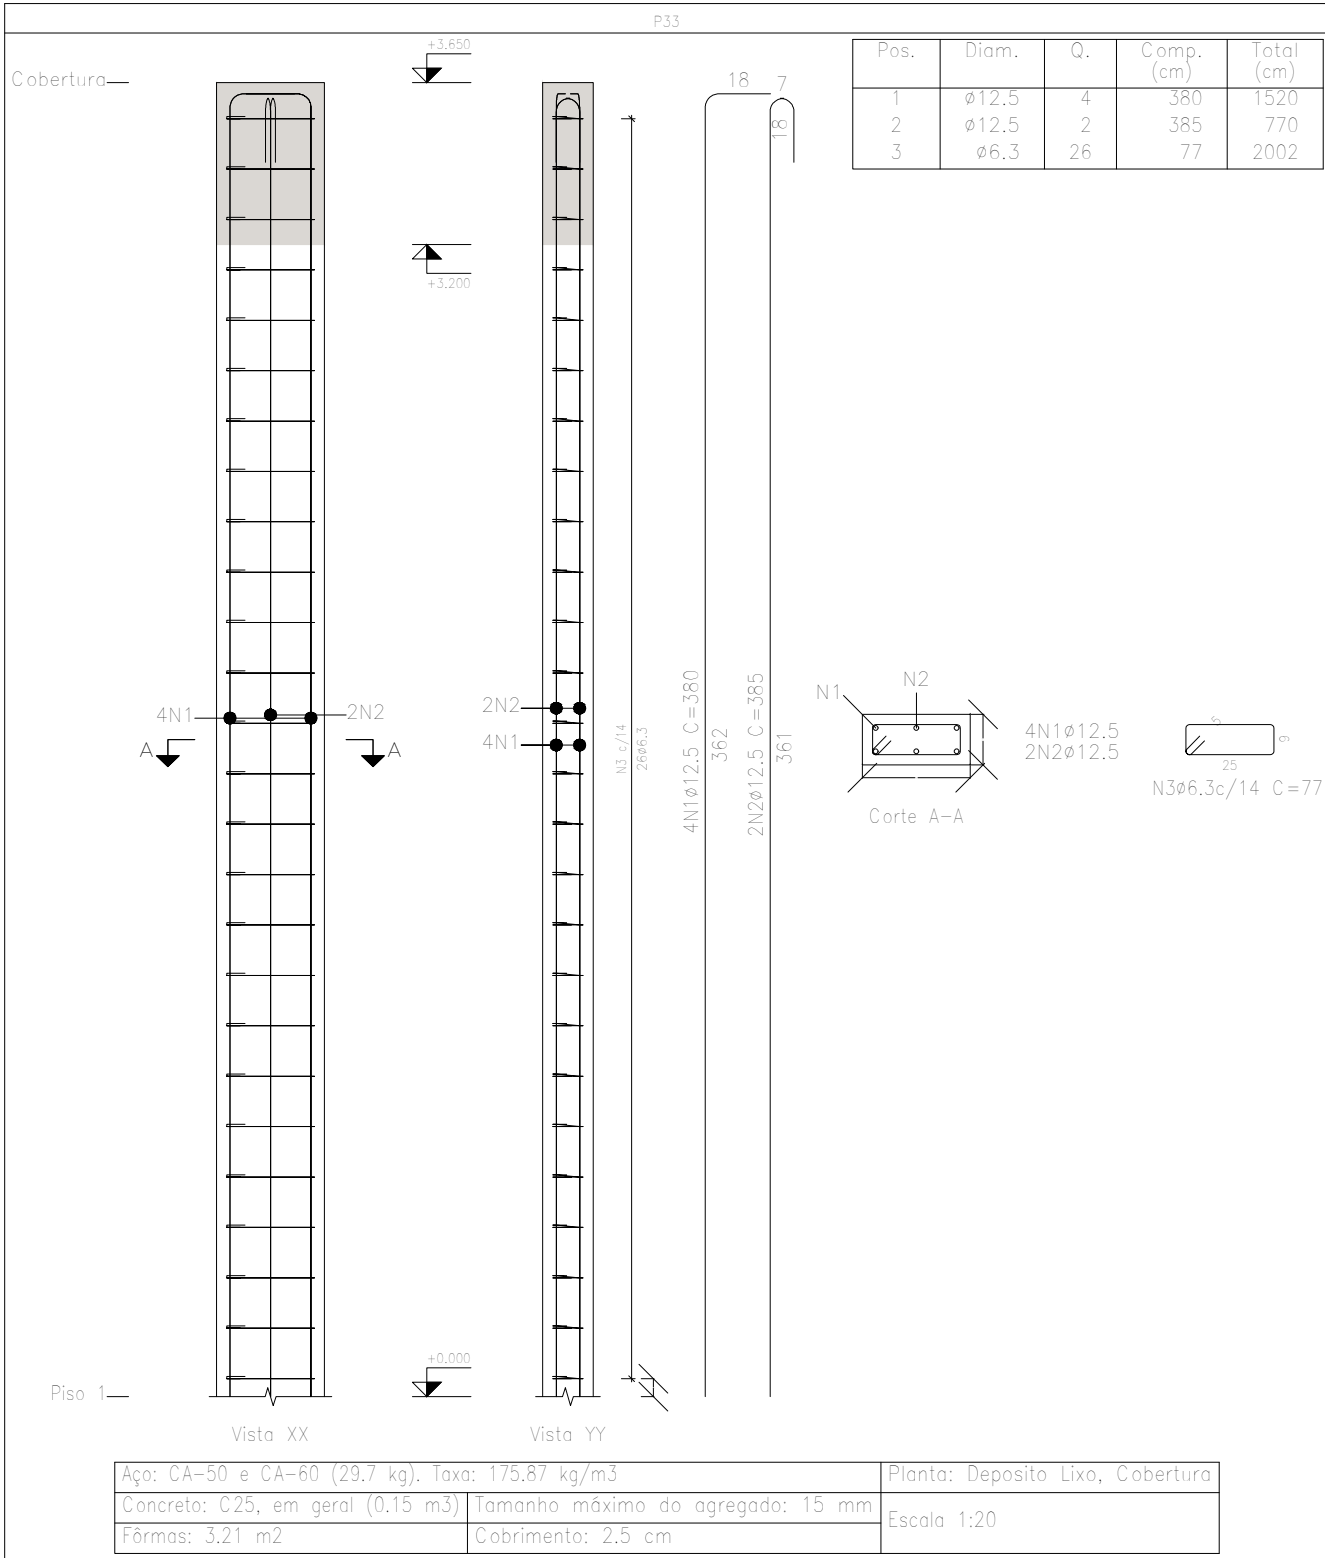 P33
Cobertura
+3.650
+3.200
18
7
18
Pos. Diam. Q. Comp. (cm) Total (cm)
1 ø12.5 4 380 1520
2 ø12.5 2 385 770
3 ø6.3 26 77 2002
4N1
2N2
A
A
2N2
4N1
N3 c/14
26ø6.3
4N1ø12.5 C=380
362
2N2ø12.5 C=385
361
N1
N2
4N1ø12.5
2N2ø12.5
Corte A-A
5
9
25
N3ø6.3c/14 C=77
+0.000
Piso 1
Vista XX
Vista YY
Aço: CA-50 e CA-60 (29.7 kg). Taxa: 175.87 kg/m3
Planta: Deposito Lixo, Cobertura
Concreto: C25, em geral (0.15 m3)
Tamanho máximo do agregado: 15 mm
Escala 1:20
Fôrmas: 3.21 m2
Cobrimento: 2.5 cm